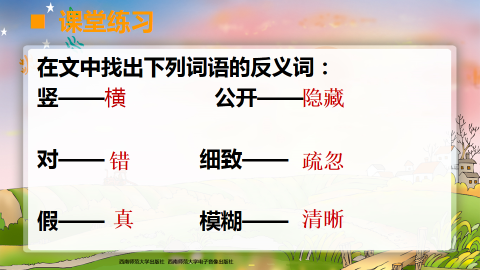 ■ 课堂练习
在文中找出下列词语的反义词：
竖——横 公开——隐藏
对—— 错 细致—— 疏忽
假—— 真 模糊—— 清晰
西南师范大学出版社 西南师范大学电子音像出版社